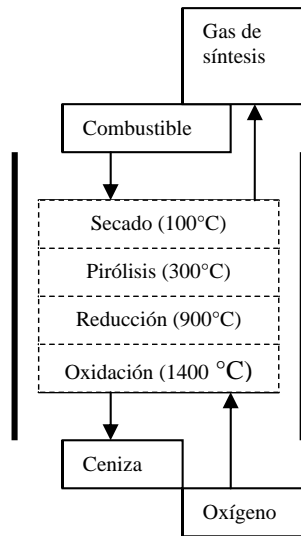 Gas de
síntesis
Combustible
Secado (100°C)
Pirólisis (300°C)
Reducción (900°C)
Oxidación (1400 °C)
Ceniza
Oxígeno